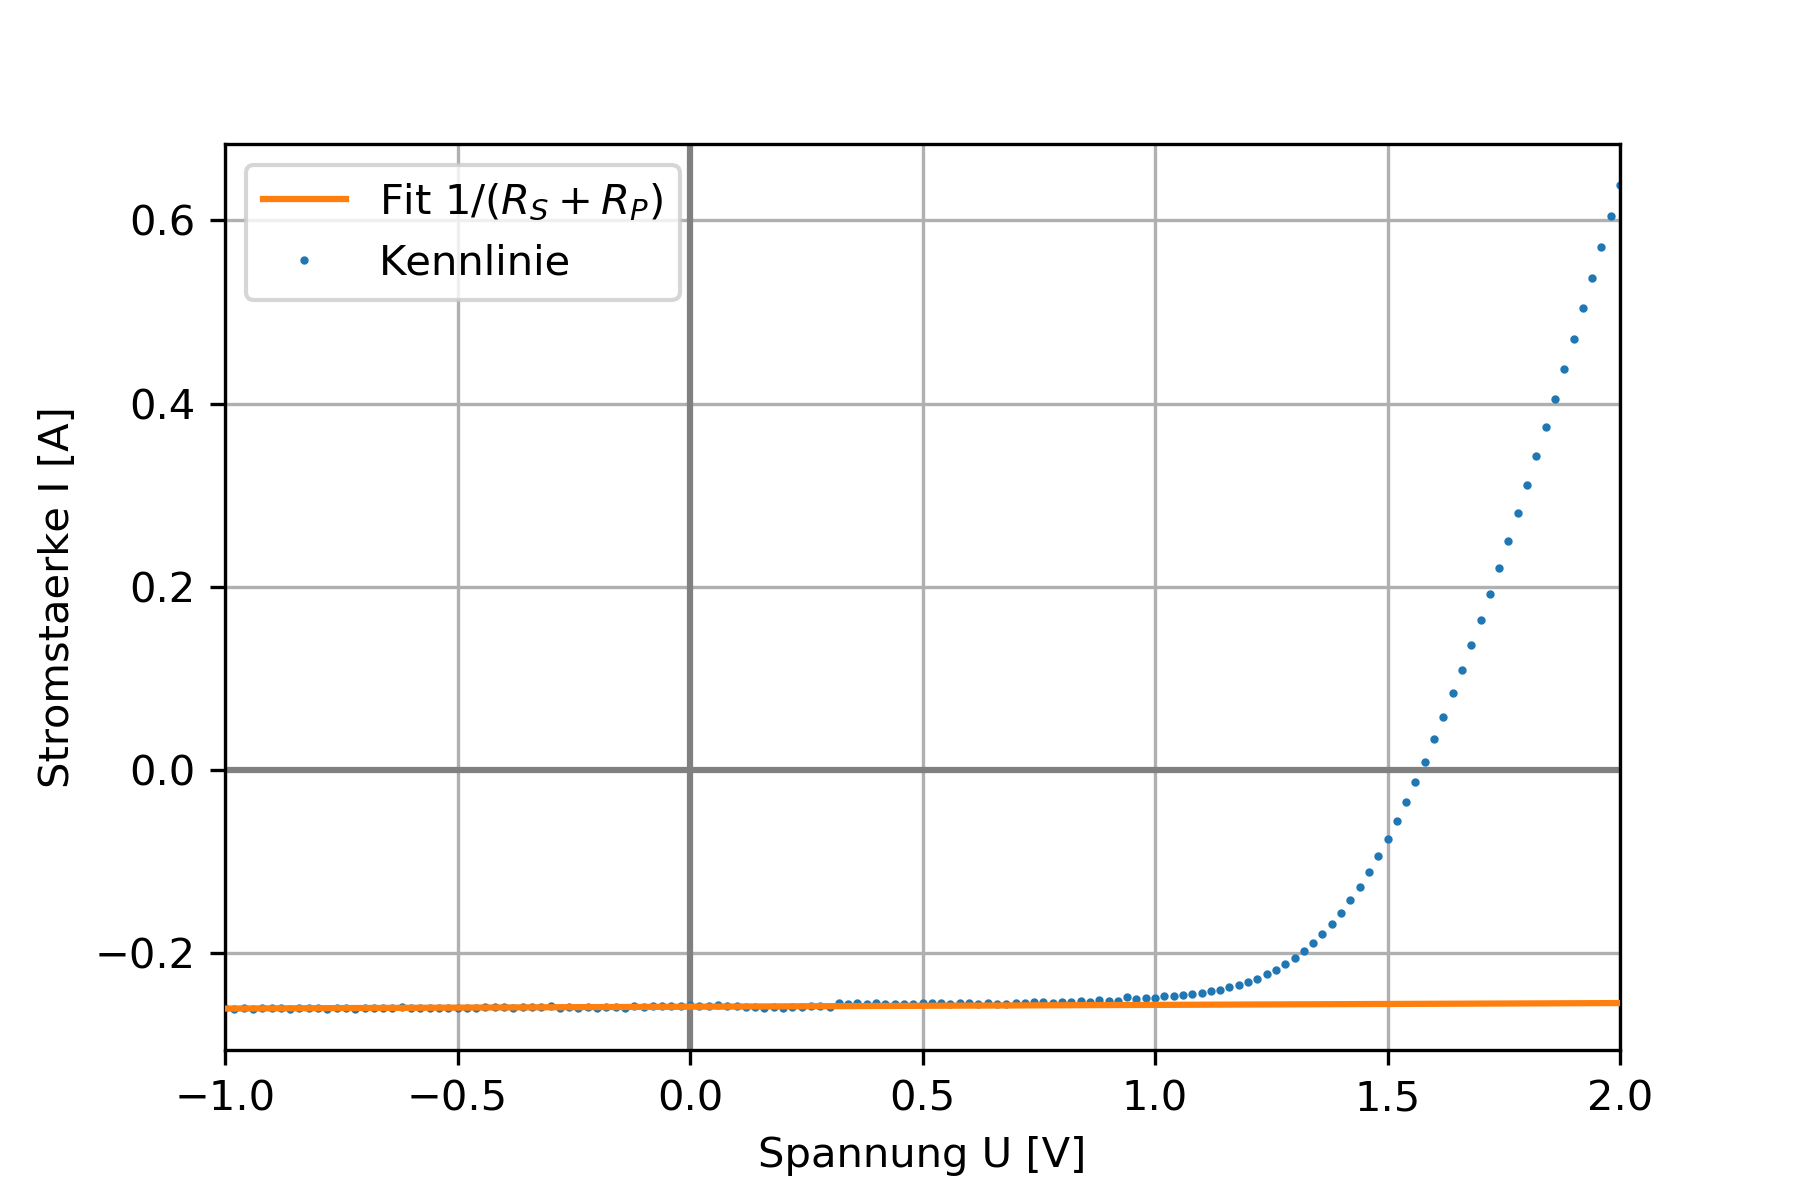 Fit 1/(R_S + R_P)
Kennlinie
Stromstaerke I [A]
0.6
0.4
0.2
0.0
−0.2
−1.0 −0.5 0.0 0.5 1.0 1.5 2.0
Spannung U [V]